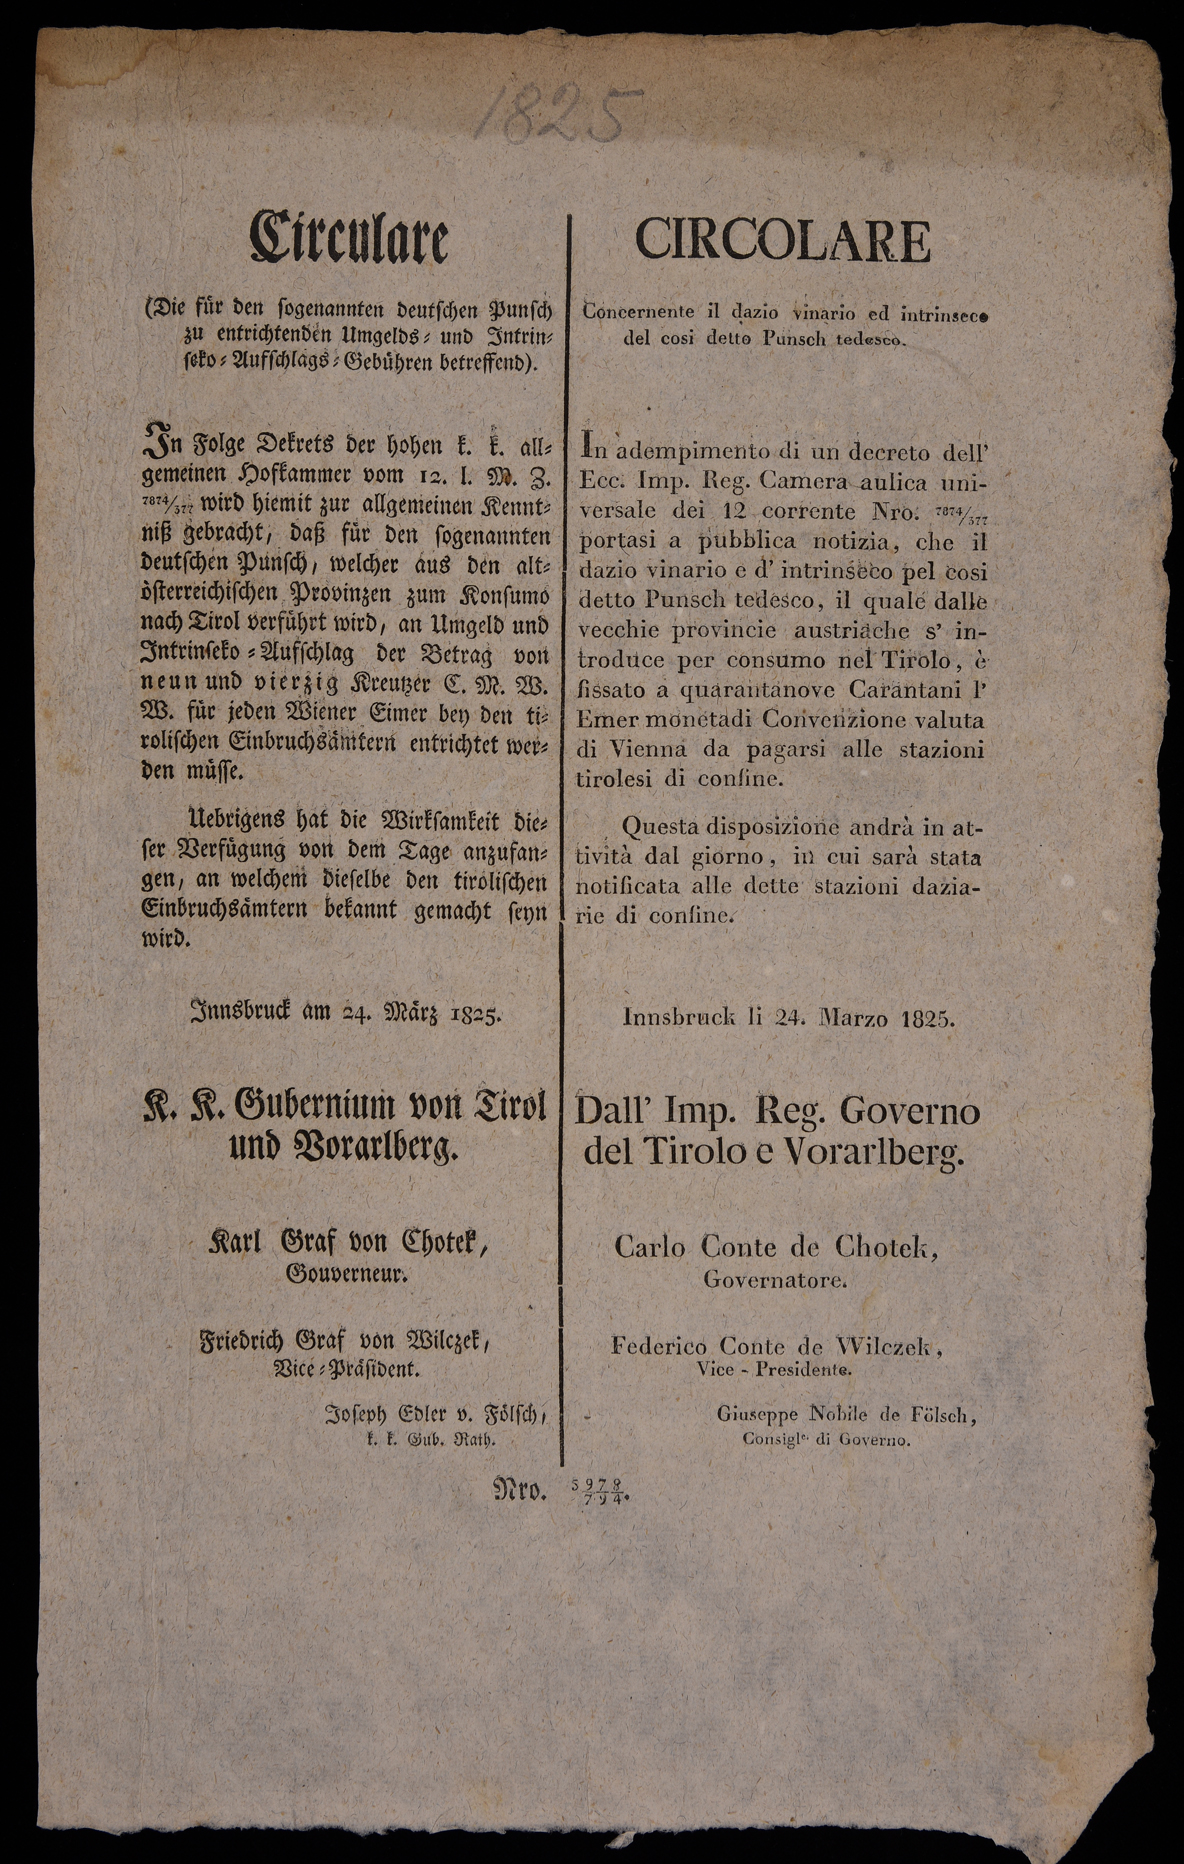 1825
Circulare
(Die für den sogenannten deutschen Punsch
zu entrichtenden Umgelds- und Intrin-
seko-Aufschlags-Gebühren betreffend).
In Folge Dekrets der hohen k. k. all-
gemeinen Hofkammer vom 12. l. M. Z.
7874/577 wird hiemit zur allgemeinen Kennt-
niß gebracht, daß für den sogenannten
deutschen Punsch, welcher aus den alt-
österreichischen Provinzen zum Konsumo
nach Tirol verführt wird, an Umgeld und
Intrinseko-Aufschlag der Betrag von
neun und vierzig Kreutzer C. M. W.
W. für jeden Wiener Eimer bey den ti-
rolischen Einbruchsämtern entrichtet wer-
den müsse.
Uebrigens hat die Wirksamkeit die-
ser Verfügung von dem Tage anzufan-
gen, an welchem dieselbe den tirolischen
Einbruchsämtern bekannt gemacht seyn
wird.
Innsbruck am 24. März 1825.
K. K. Gubernium von Tirol
und Vorarlberg.
Karl Graf von Chotek,
Gouverneur.
Friedrich Graf von Wilczek,
Vice-Präsident.
Joseph Edler v. Fölsch,
k. k. Gub. Rath.
CIRCOLARE
Concernente il dazio vinario ed intrinseco
del cosi detto Punsch tedesco.
In adempimento di un decreto dell'
Ecc. Imp. Reg. Camera aulica uni-
versale dei 12 corrente Nro. 7874/577
portasi a pubblica notizia, che il
dazio vinario e d' intrinseco pel cosi
detto Punsch tedesco, il quale dalle
vecchie provincie austriache s' in-
troduce per consumo nel Tirolo, è
fissato a quarantanove Carantani l'
Emer monetadi Convenzione valuta
di Vienna da pagarsi alle stazioni
tirolesi di confine.
Questa disposizione andrà in at-
tività dal giorno, in cui sarà stata
notificata alle dette stazioni dazia-
rie di confine.
Innsbruck li 24. Marzo 1825.
Dall' Imp. Reg. Governo
del Tirolo e Vorarlberg.
Carlo Conte de Chotek,
Governatore.
Federico Conte de Wilczek,
Vice - Presidente.
Giuseppe Nobile de Fölsch,
Consigl.e di Governo.
Nro. 5978/794.